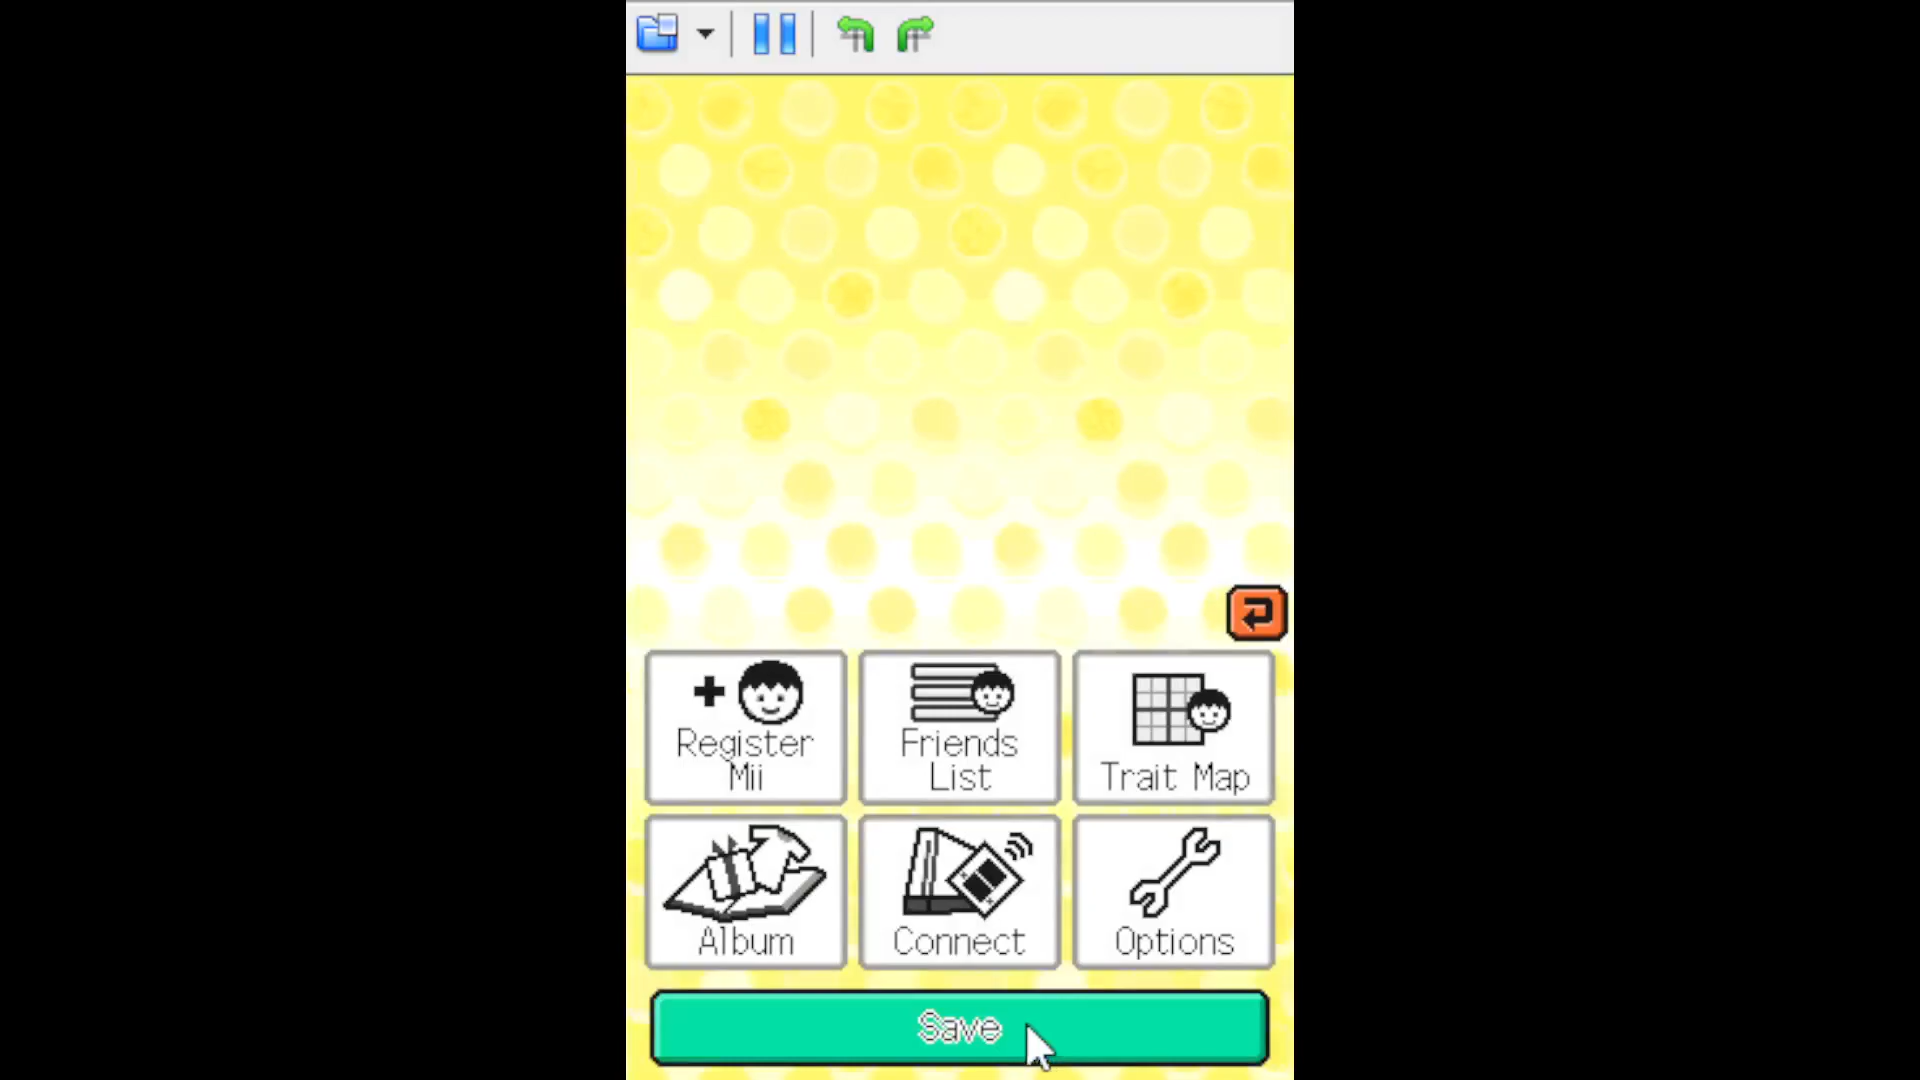 Register
Mii
Friends
List
Trait Map
Album
Connect
Options
Save